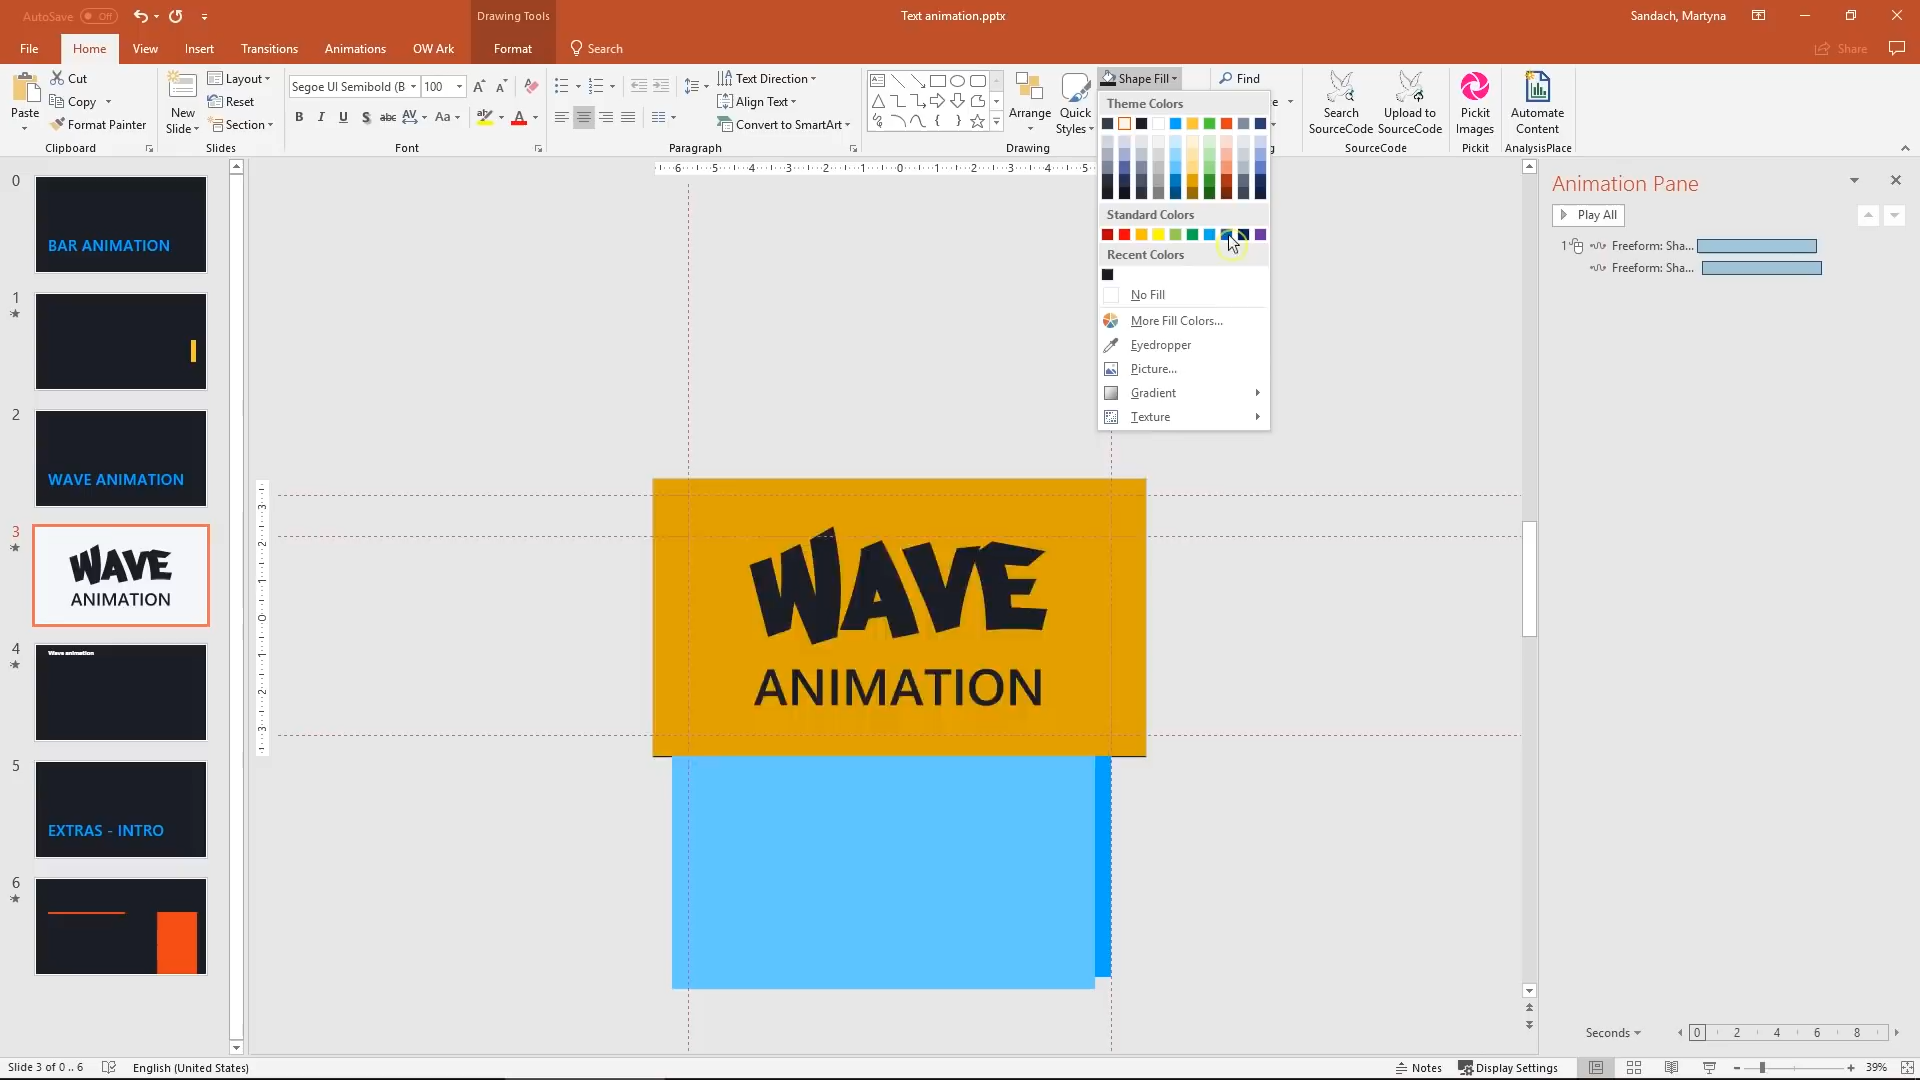 AutoSave Off
Drawing Tools
Text animation.pptx
Sandach, Martyna
File
Home
View
Insert
Transitions
Animations
OW Ark
Format
Search
Share
Paste
Cut
Copy
Format Painter
Clipboard
New Slide
Layout
Reset
Section
Slides
Segoe UI Semibold (B
100
B I U S abc AV Aa
A
Font
Text Direction
Align Text
Convert to SmartArt
Paragraph
Arrange
Quick Styles
Drawing
Shape Fill
Find
Search SourceCode
Upload to SourceCode
SourceCode
Pickit Images
Pickit
Automate Content
AnalysisPlace
Theme Colors
Standard Colors
Recent Colors
No Fill
More Fill Colors...
Eyedropper
Picture...
Gradient
Texture
0
BAR ANIMATION
1
2
WAVE ANIMATION
3
WAVE
ANIMATION
4
Wave animation
5
EXTRAS - INTRO
6
WAVE
ANIMATION
Animation Pane
Play All
1 Freeform: Sha...
Freeform: Sha...
Seconds
0 2 4 6 8
Slide 3 of 0 .. 6
English (United States)
Notes
Display Settings
39%